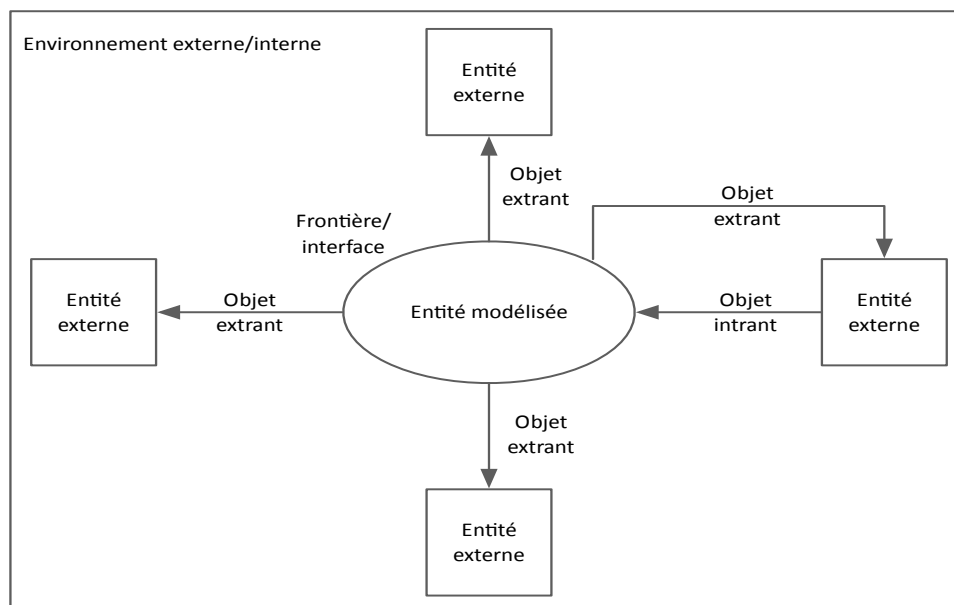 Environnement externe/interne
Entité
externe
Objet
extrant
Objet
extrant
Frontière/
interface
Entité
externe
Objet
extrant
Entité modélisée
Objet
intrant
Entité
externe
Objet
extrant
Entité
externe